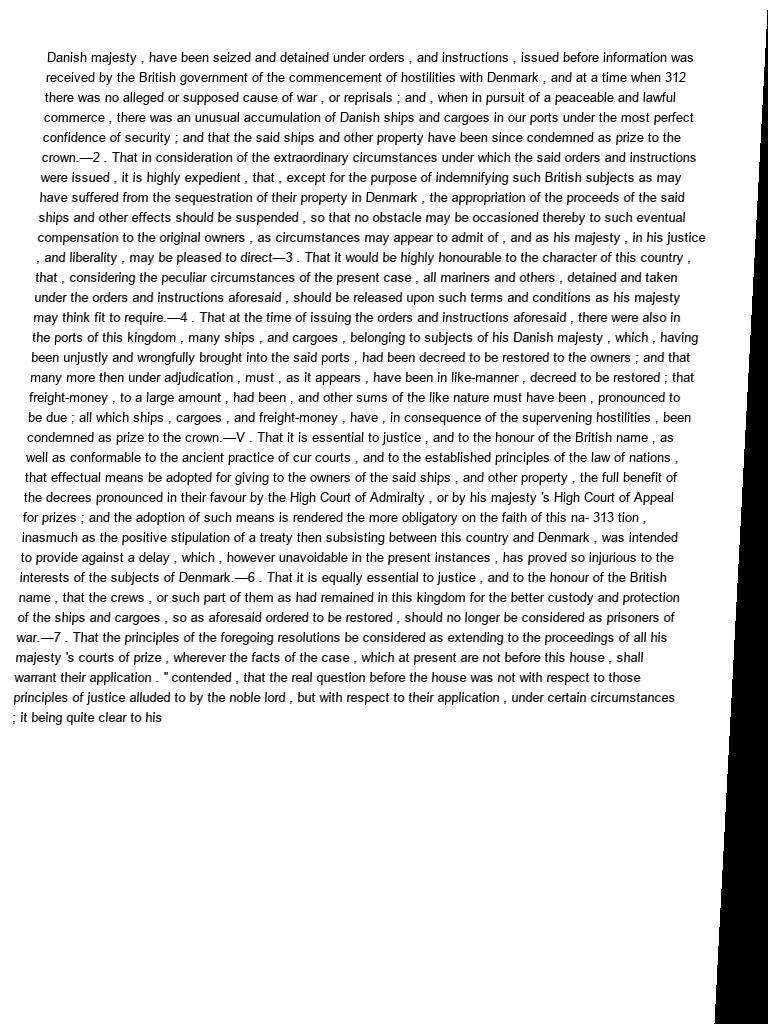 Danish majesty , have been seized and detained under orders , and instructions , issued before information was
received by the British government of the commencement of hostilities with Denmark , and at a time when 312
there was no alleged or supposed cause of war , or reprisals ; and , when in pursuit of a peaceable and lawful
commerce , there was an unusual accumulation of Danish ships and cargoes in our ports under the most perfect
confidence of security ; and that the said ships and other property have been since condemned as prize to the
crown.—2 . That in consideration of the extraordinary circumstances under which the said orders and instructions
were issued , it is highly expedient , that , except for the purpose of indemnifying such British subjects as may
have suffered from the sequestration of their property in Denmark , the appropriation of the proceeds of the said
ships and other effects should be suspended , so that no obstacle may be occasioned thereby to such eventual
compensation to the original owners , as circumstances may appear to admit of , and as his majesty , in his justice
, and liberality , may be pleased to direct—3 . That it would be highly honourable to the character of this country ,
that , considering the peculiar circumstances of the present case , all mariners and others , detained and taken
under the orders and instructions aforesaid , should be released upon such terms and conditions as his majesty
may think fit to require.—4 . That at the time of issuing the orders and instructions aforesaid , there were also in
the ports of this kingdom , many ships , and cargoes , belonging to subjects of his Danish majesty , which , having
been unjustly and wrongfully brought into the said ports , had been decreed to be restored to the owners ; and that
many more then under adjudication , must , as it appears , have been in like-manner , decreed to be restored ; that
freight-money , to a large amount , had been , and other sums of the like nature must have been , pronounced to
be due ; all which ships , cargoes , and freight-money , have , in consequence of the supervening hostilities , been
condemned as prize to the crown.—V . That it is essential to justice , and to the honour of the British name , as
well as conformable to the ancient practice of cur courts , and to the established principles of the law of nations ,
that effectual means be adopted for giving to the owners of the said ships , and other property , the full benefit of
the decrees pronounced in their favour by the High Court of Admiralty , or by his majesty 's High Court of Appeal
for prizes ; and the adoption of such means is rendered the more obligatory on the faith of this na- 313 tion ,
inasmuch as the positive stipulation of a treaty then subsisting between this country and Denmark , was intended
to provide against a delay , which , however unavoidable in the present instances , has proved so injurious to the
interests of the subjects of Denmark.—6 . That it is equally essential to justice , and to the honour of the British
name , that the crews , or such part of them as had remained in this kingdom for the better custody and protection
of the ships and cargoes , so as aforesaid ordered to be restored , should no longer be considered as prisoners of
war.—7 . That the principles of the foregoing resolutions be considered as extending to the proceedings of all his
majesty 's courts of prize , wherever the facts of the case , which at present are not before this house , shall
warrant their application . " contended , that the real question before the house was not with respect to those
principles of justice alluded to by the noble lord , but with respect to their application , under certain circumstances
; it being quite clear to his